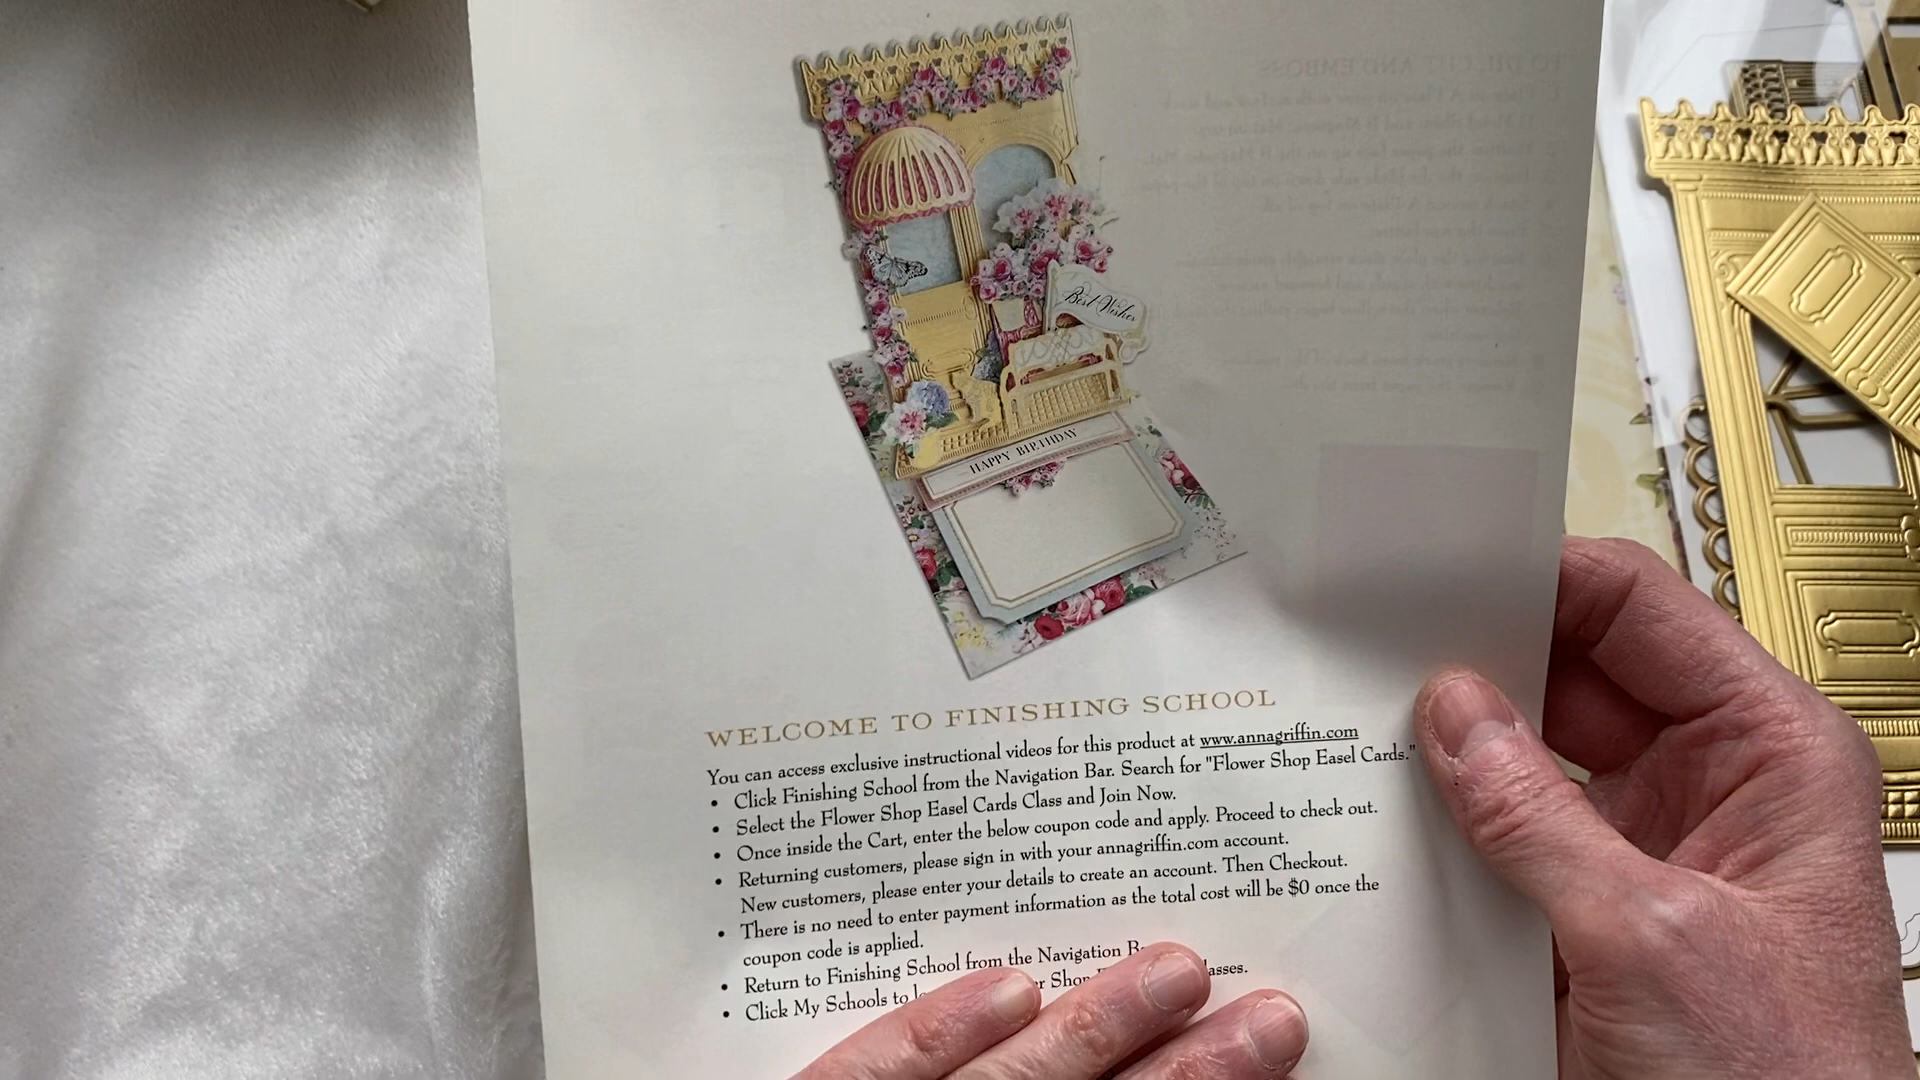 Best Wishes
HAPPY BIRTHDAY
WELCOME TO FINISHING SCHOOL
You can access exclusive instructional videos for this product at www.annagriffin.com
• Click Finishing School from the Navigation Bar. Search for "Flower Shop Easel Cards."
• Select the Flower Shop Easel Cards Class and Join Now.
• Once inside the Cart, enter the below coupon code and apply. Proceed to check out.
• Returning customers, please sign in with your annagriffin.com account.
New customers, please enter your details to create an account. Then Checkout.
• There is no need to enter payment information as the total cost will be $0 once the
coupon code is applied.
• Return to Finishing School from the Navigation
• Click My Schools to